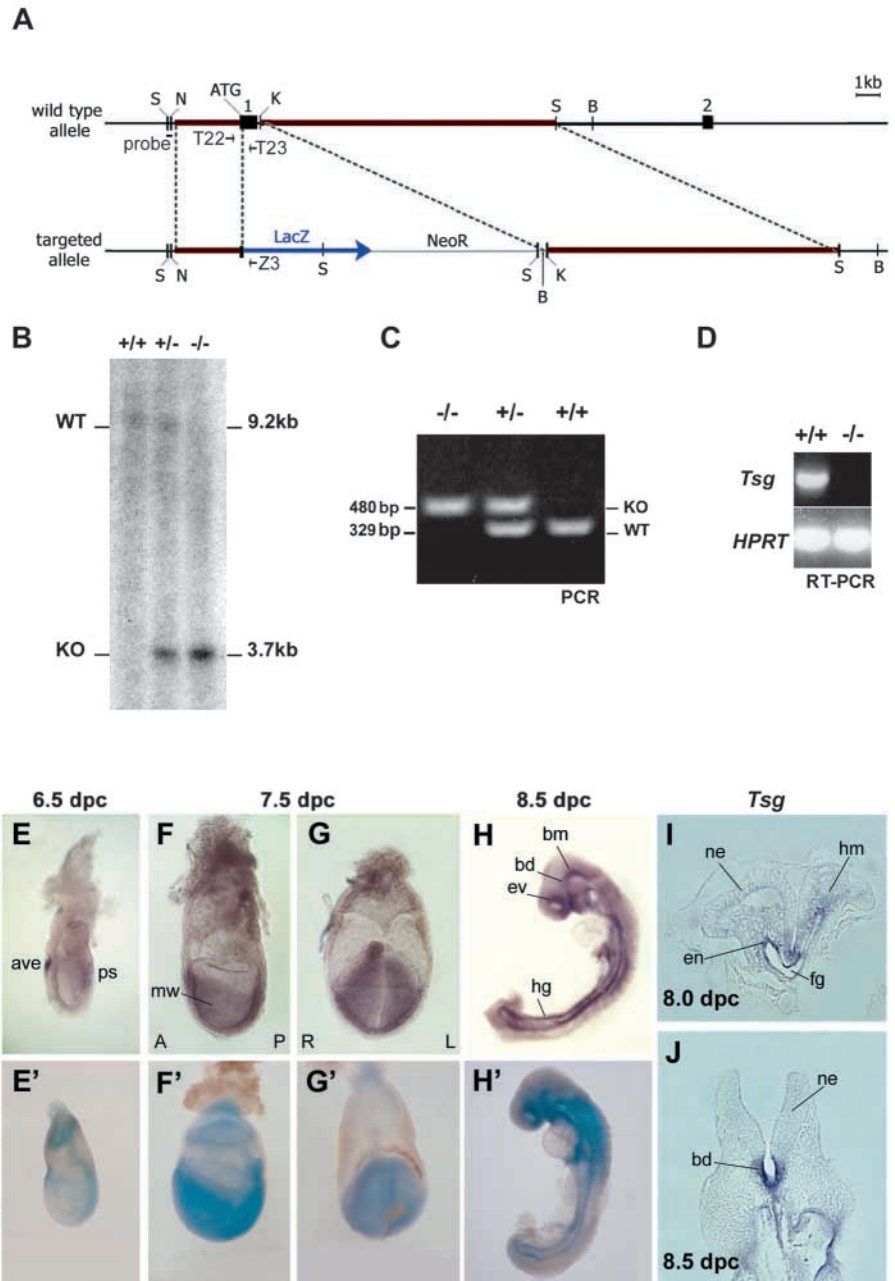 A
1kb
ATG
S N 1 K S B 2
wild type
allele
probe
T22
T23
targeted
allele
LacZ
NeoR
Z3
S N S S B K S B
B
+/+ +/- -/-
WT
9.2kb
KO
3.7kb
C
-/- +/- +/+
480 bp
KO
329 bp
WT
PCR
D
+/+ -/-
Tsg
HPRT
RT-PCR
6.5 dpc
7.5 dpc
8.5 dpc
Tsg
E
ave
ps
F
mw
A P
G
R L
H
bm
bd
ev
hg
I
ne
hm
en
fg
8.0 dpc
E'
F'
G'
H'
J
ne
bd
8.5 dpc